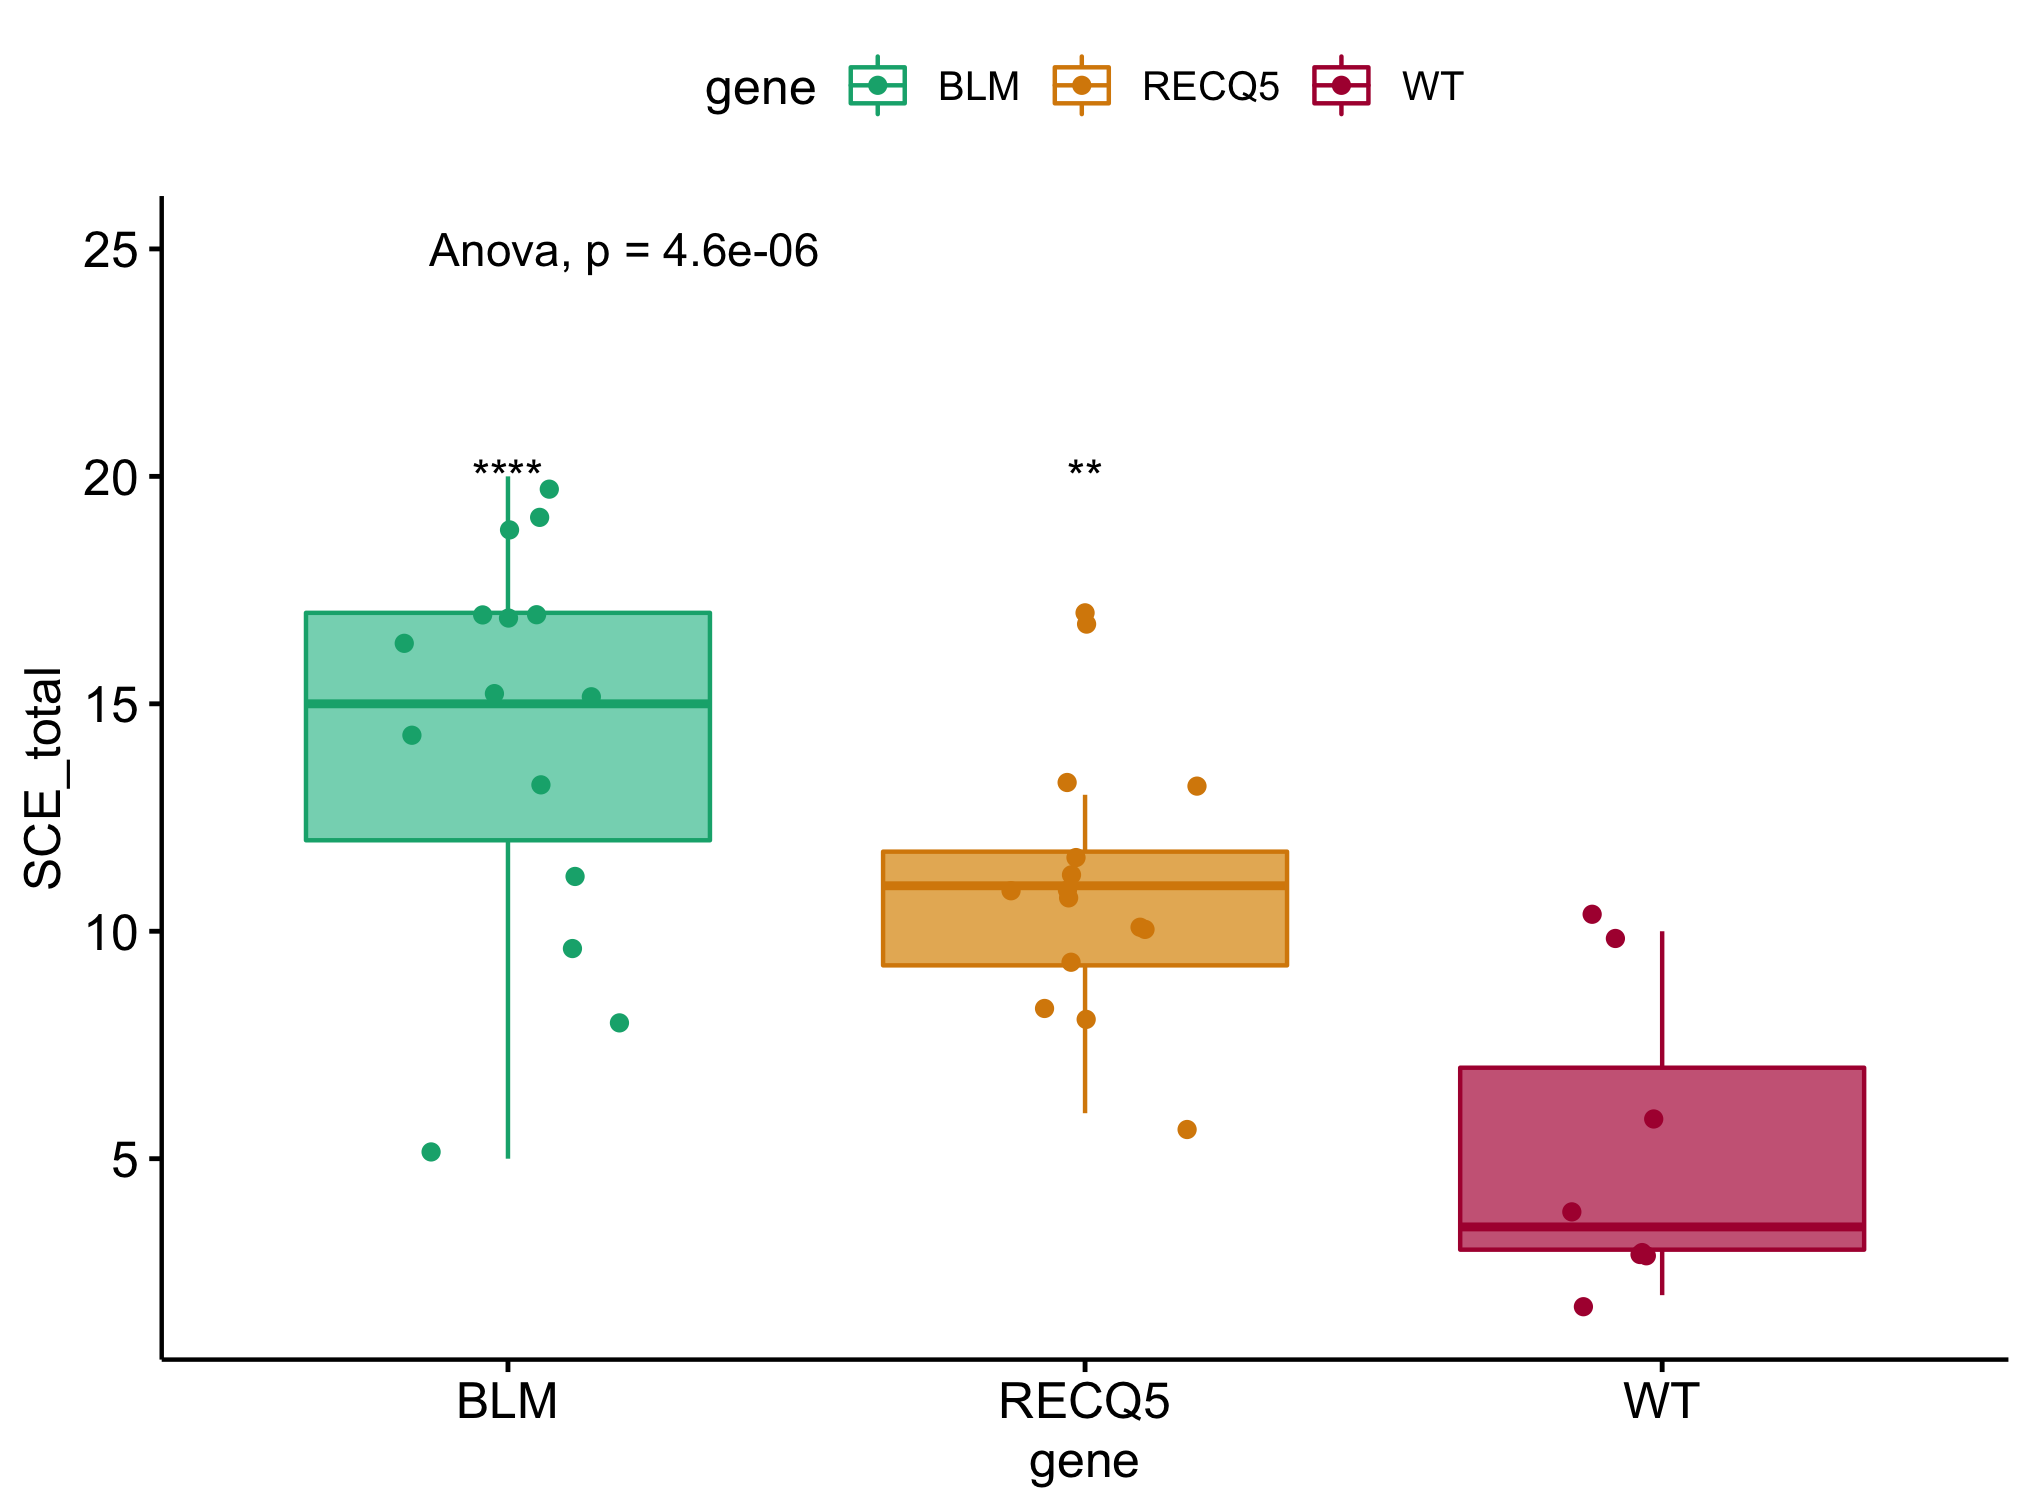 gene BLM RECQ5 WT
Anova, p = 4.6e-06
25
20
15
10
5
**** **
SCE_total
BLM RECQ5 WT
gene